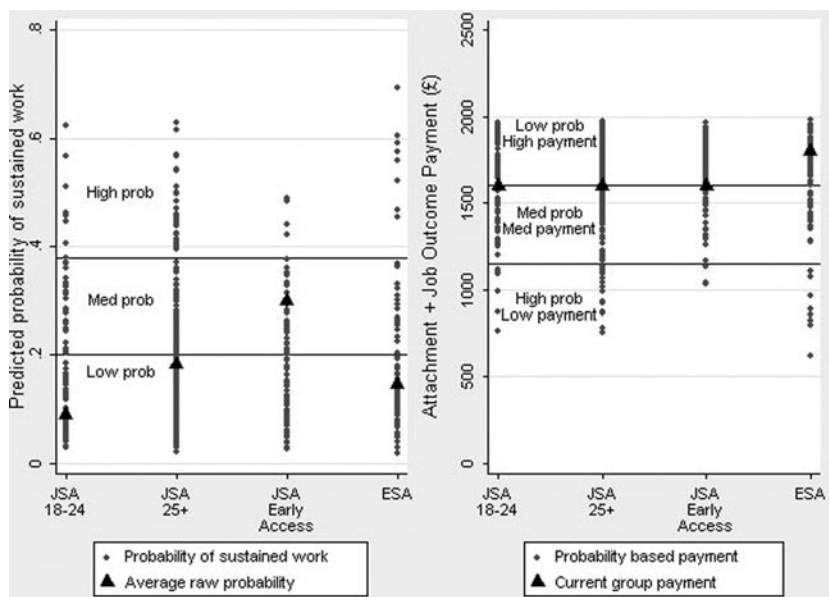 Predicted probability of sustained work
.8
.6
.4
.2
0
High prob
Med prob
Low prob
JSA
18-24
JSA
25+
JSA
Early
Access
ESA
Probability of sustained work
Average raw probability
Attachment + Job Outcome Payment (£)
2500
2000
1500
1000
500
0
Low prob
High payment
Med prob
Med payment
High prob
Low payment
JSA
18-24
JSA
25+
JSA
Early
Access
ESA
Probability based payment
Current group payment